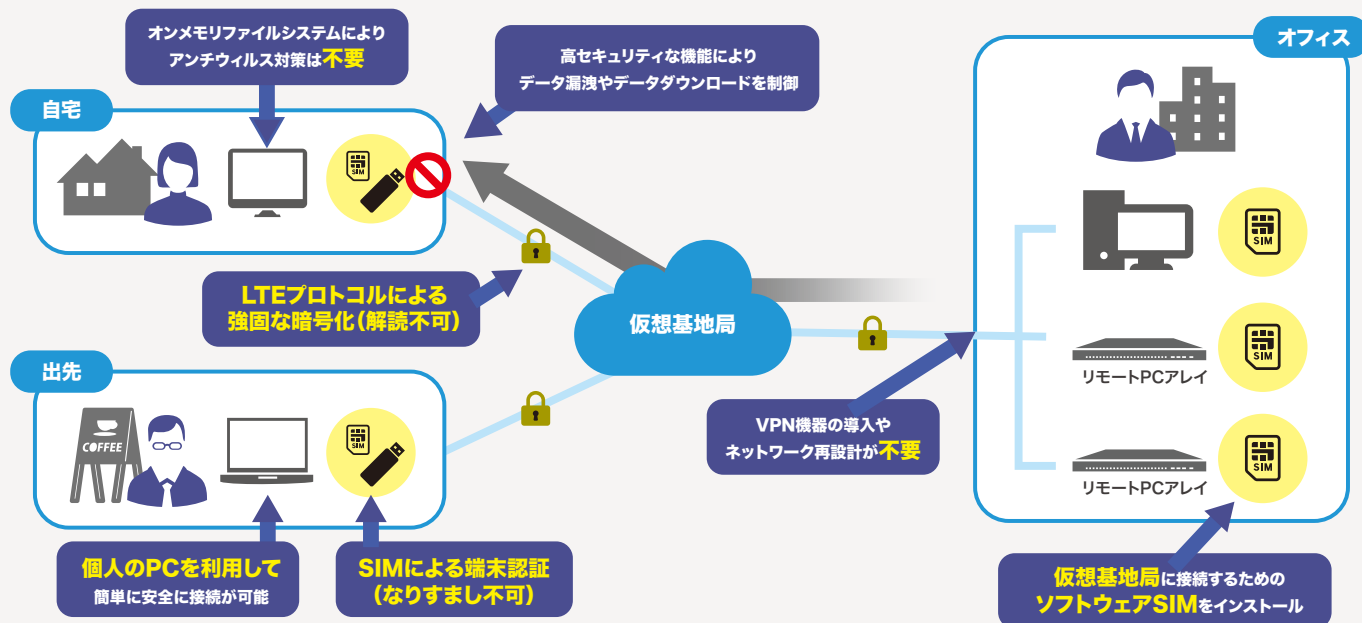 オンメモリファイルシステムにより
アンチウィルス対策は不要
高セキュリティな機能により
データ漏洩やデータダウンロードを制御
オフィス
自宅
SIM
SIM
LTEプロトコルによる
強固な暗号化(解読不可)
仮想基地局
SIM
リモートPCアレイ
出先
COFFEE
SIM
VPN機器の導入や
ネットワーク再設計が不要
SIM
リモートPCアレイ
個人のPCを利用して
簡単に安全に接続が可能
SIMによる端末認証
(なりすまし不可)
仮想基地局に接続するための
ソフトウェアSIMをインストール